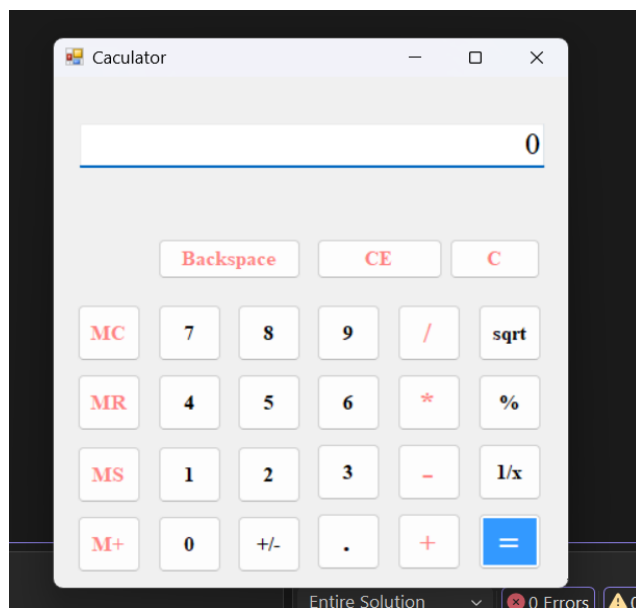 Caculator
0
Backspace CE C
MC 7 8 9 / sqrt
MR 4 5 6 * %
MS 1 2 3 - 1/x
M+ 0 +/- . + =
Entire Solution 0 Errors 0